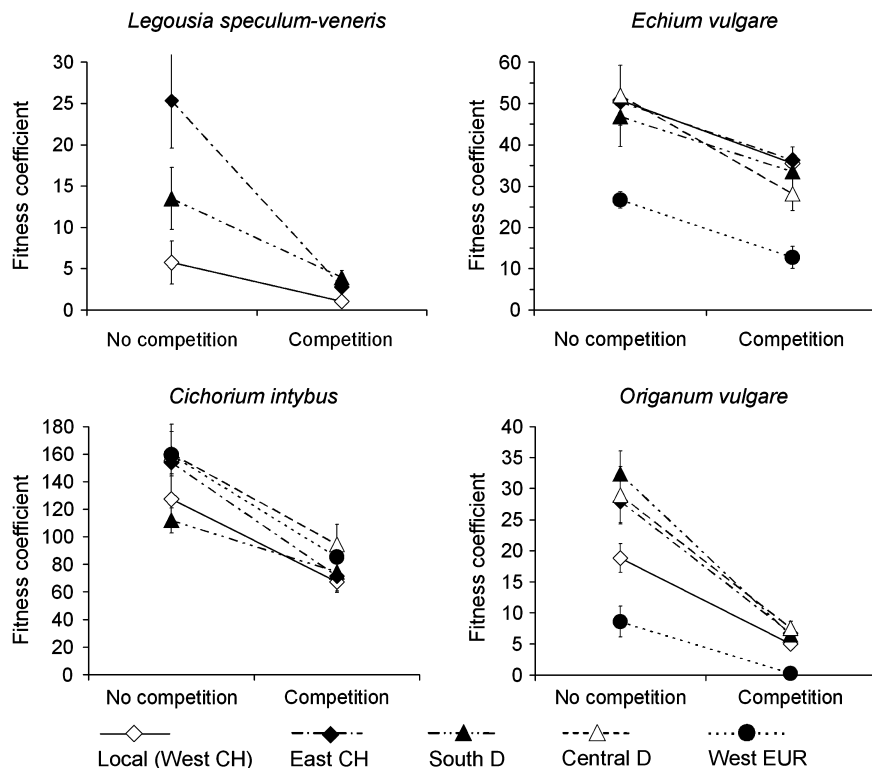 Legousia speculum-veneris
Echium vulgare
Fitness coefficient
30
25
20
15
10
5
0
No competition Competition
Fitness coefficient
60
50
40
30
20
10
0
No competition Competition
Cichorium intybus
Origanum vulgare
Fitness coefficient
180
160
140
120
100
80
60
40
20
0
No competition Competition
Fitness coefficient
40
35
30
25
20
15
10
5
0
No competition Competition
Local (West CH) East CH South D Central D West EUR